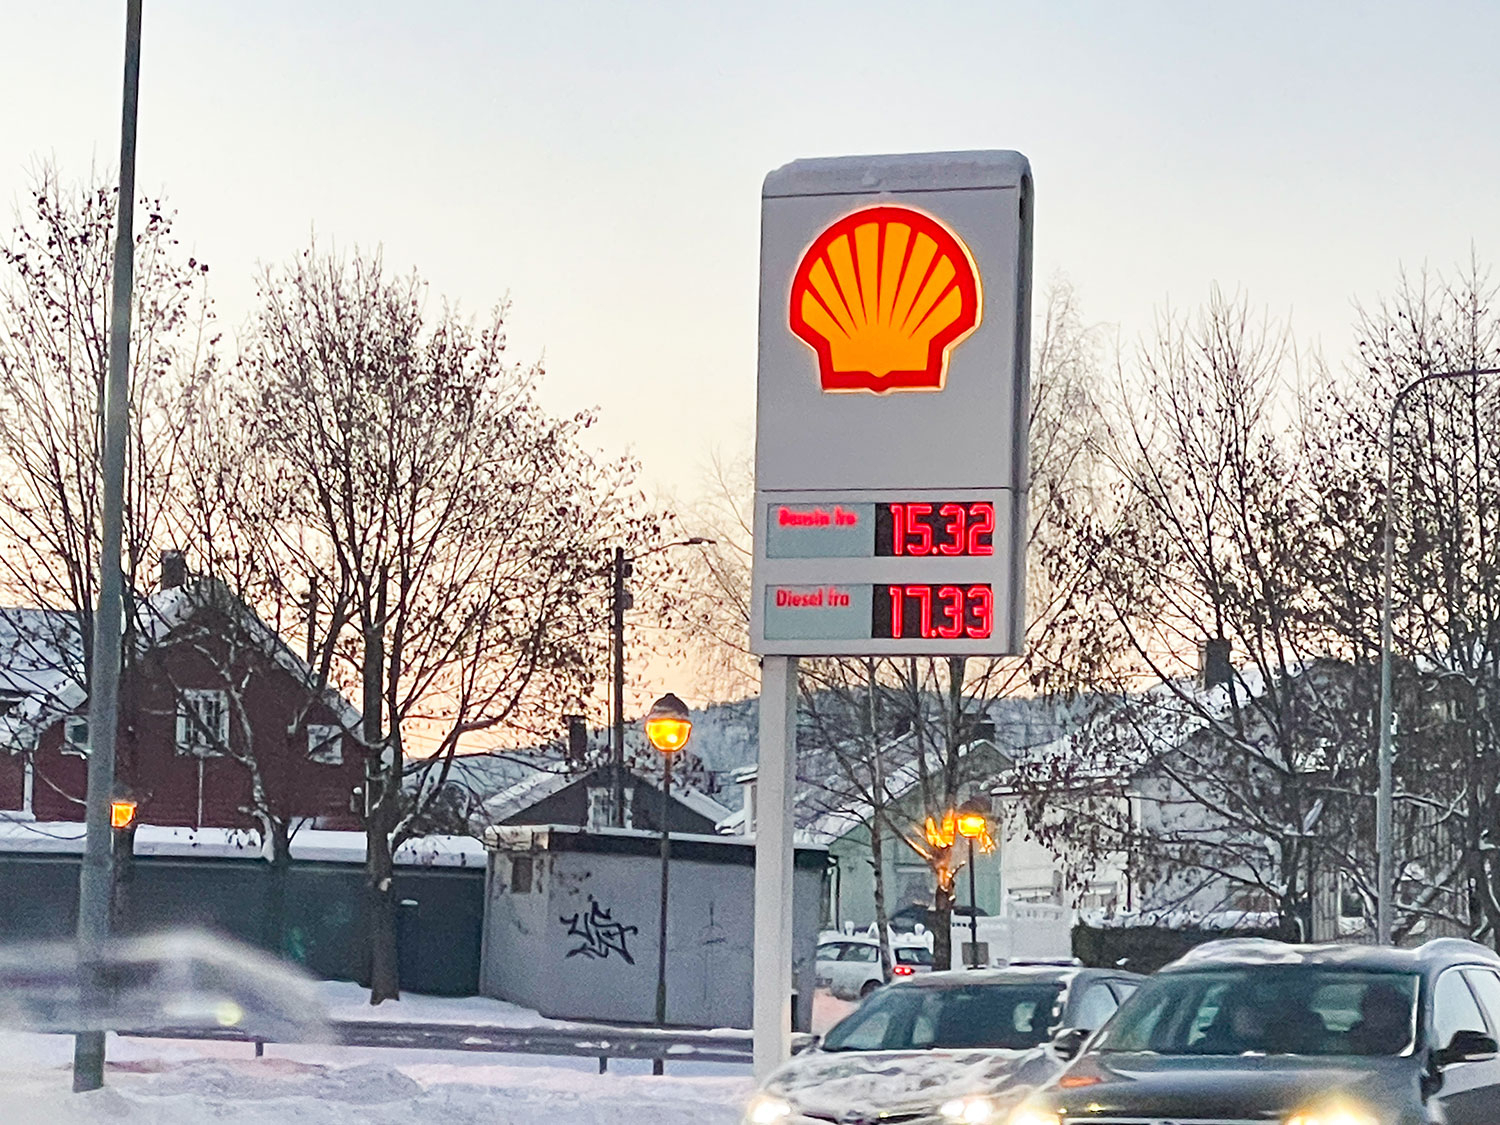 Bensin fra 15.32
Diesel fra 17.33